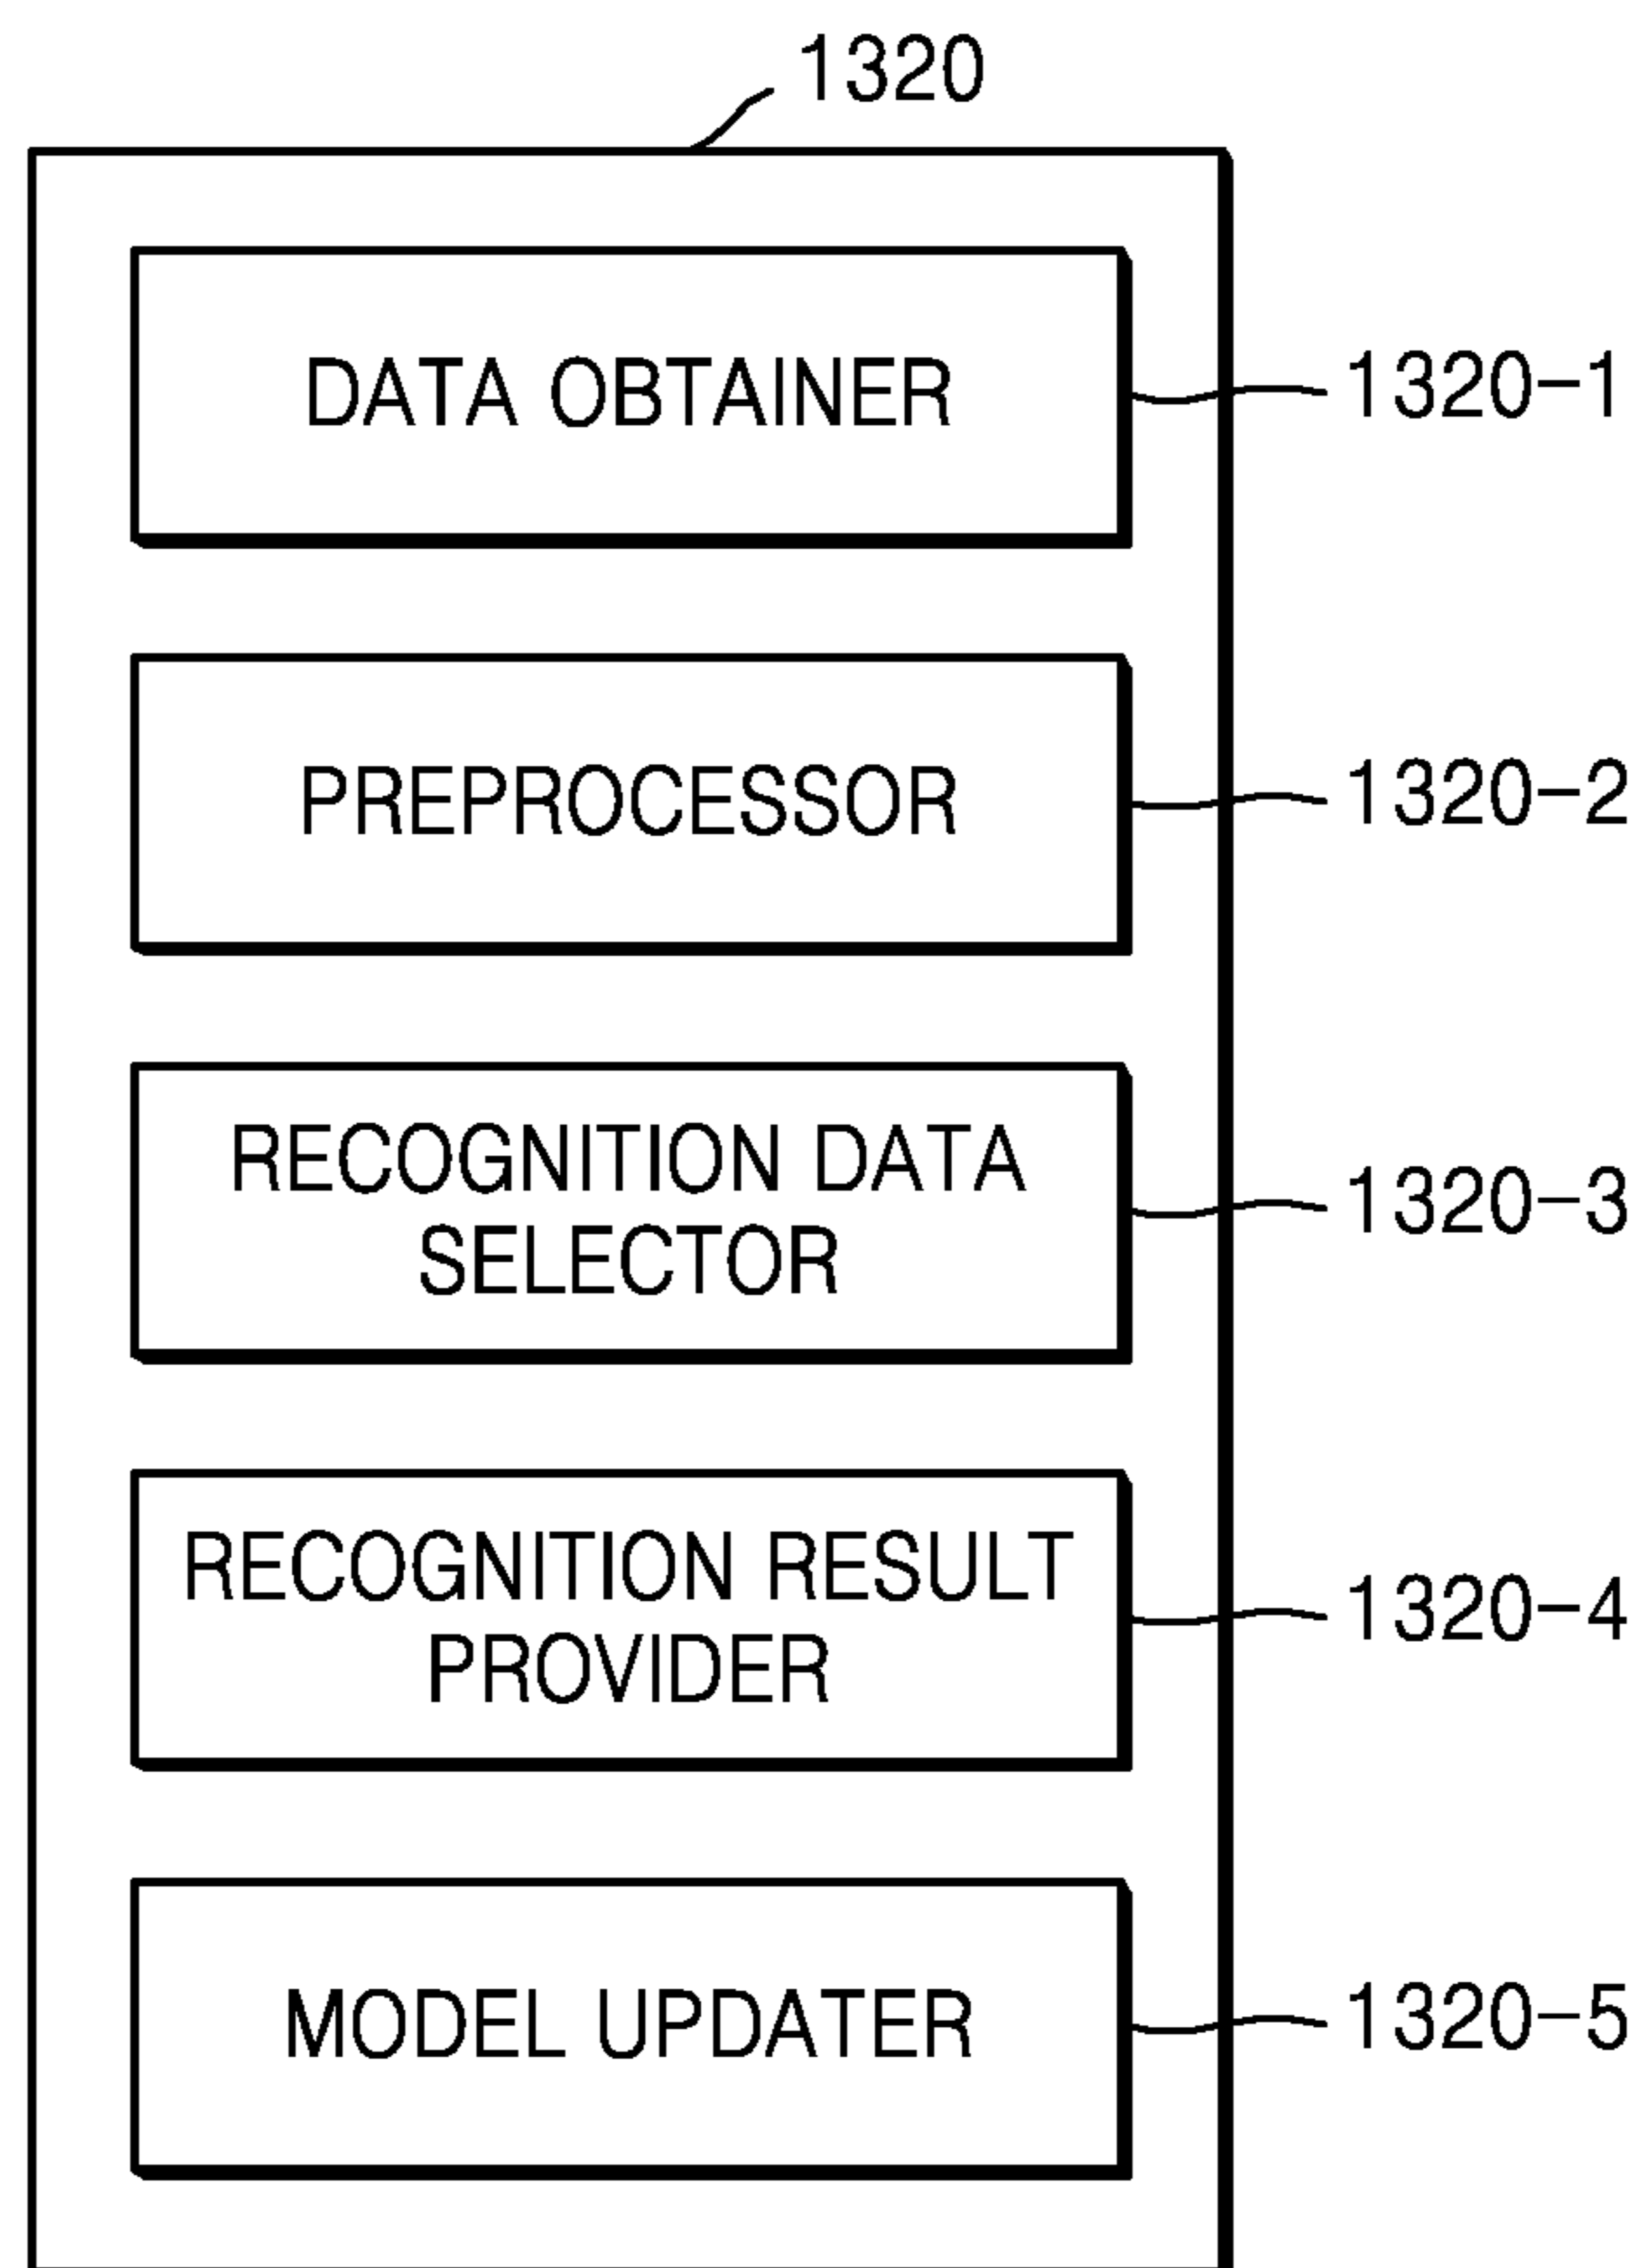 1320
DATA OBTAINER
1320-1
PREPROCESSOR
1320-2
RECOGNITION DATA
SELECTOR
1320-3
RECOGNITION RESULT
PROVIDER
1320-4
MODEL UPDATER
1320-5